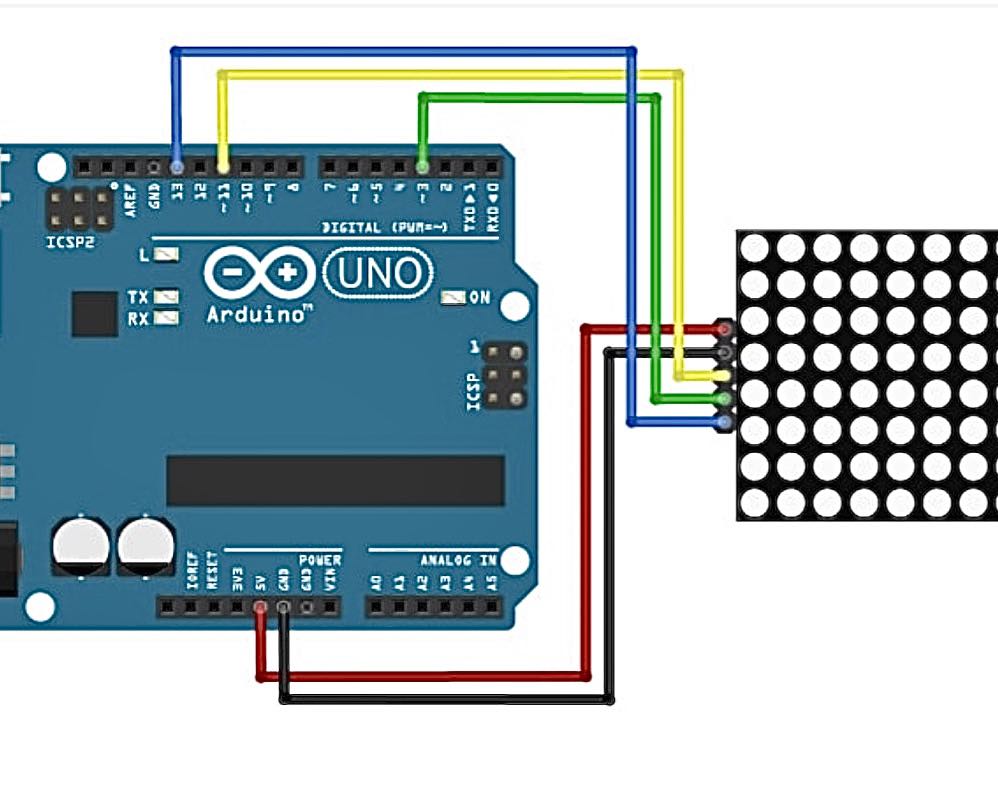 AREF
GND
13
12
~11
~10
~9
8
7
~6
~5
4
~3
2
TX0▶1
RX0◀0
ICSP2
DIGITAL (PWM=~)
L
TX
RX
UNO
Arduino™
ON
1
ICSP
IOREF
RESET
3V3
5V
GND
GND
VIN
POWER
ANALOG IN
A0
A1
A2
A3
A4
A5